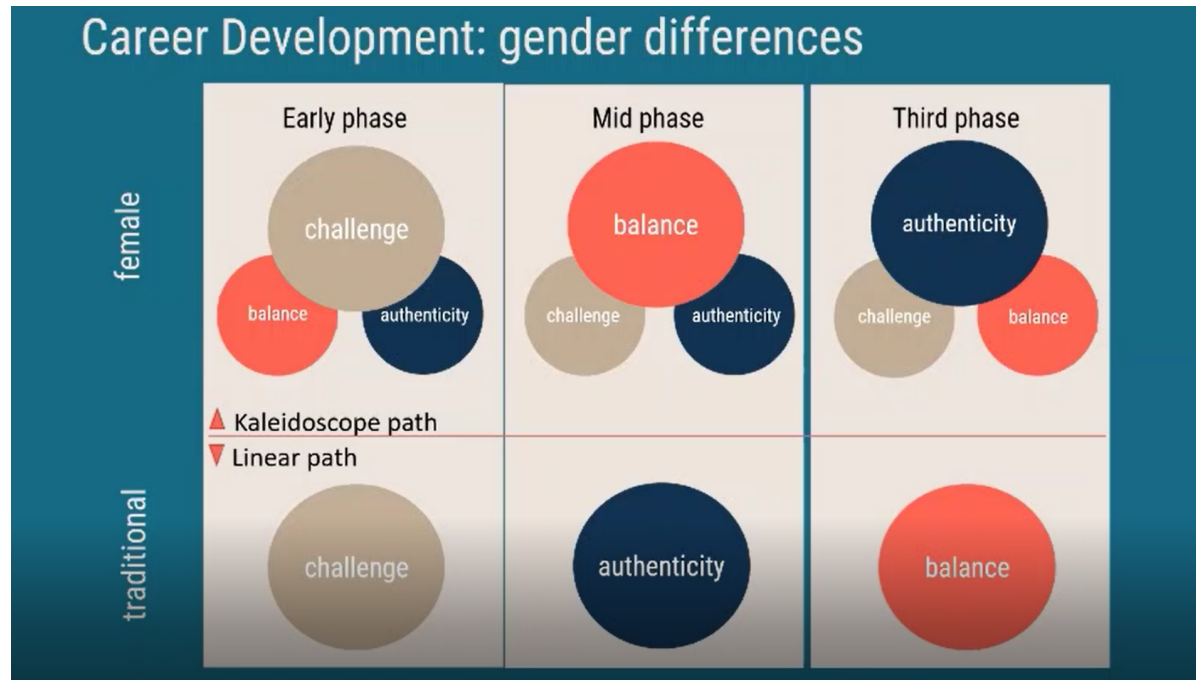 Career Development: gender differences
Early phase
Mid phase
Third phase
female
challenge
balance
authenticity
balance
challenge
authenticity
authenticity
challenge
balance
Kaleidoscope path
Linear path
traditional
challenge
authenticity
balance